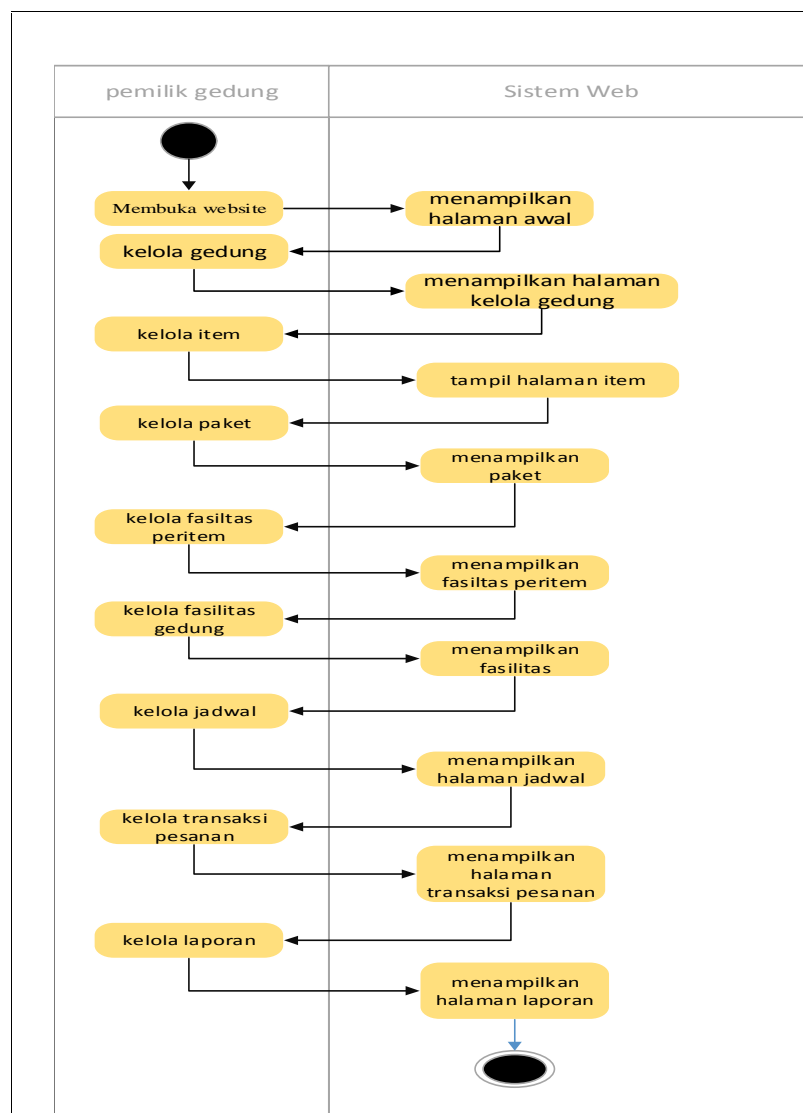 pemilik gedung
Sistem Web
Membuka website
menampilkan
halaman awal
kelola gedung
menampilkan halaman
kelola gedung
kelola item
tampil halaman item
kelola paket
menampilkan
paket
kelola fasiltas
peritem
menampilkan
fasiltas peritem
kelola fasilitas
gedung
menampilkan
fasilitas
kelola jadwal
menampilkan
halaman jadwal
kelola transaksi
pesanan
menampilkan
halaman
transaksi pesanan
kelola laporan
menampilkan
halaman laporan